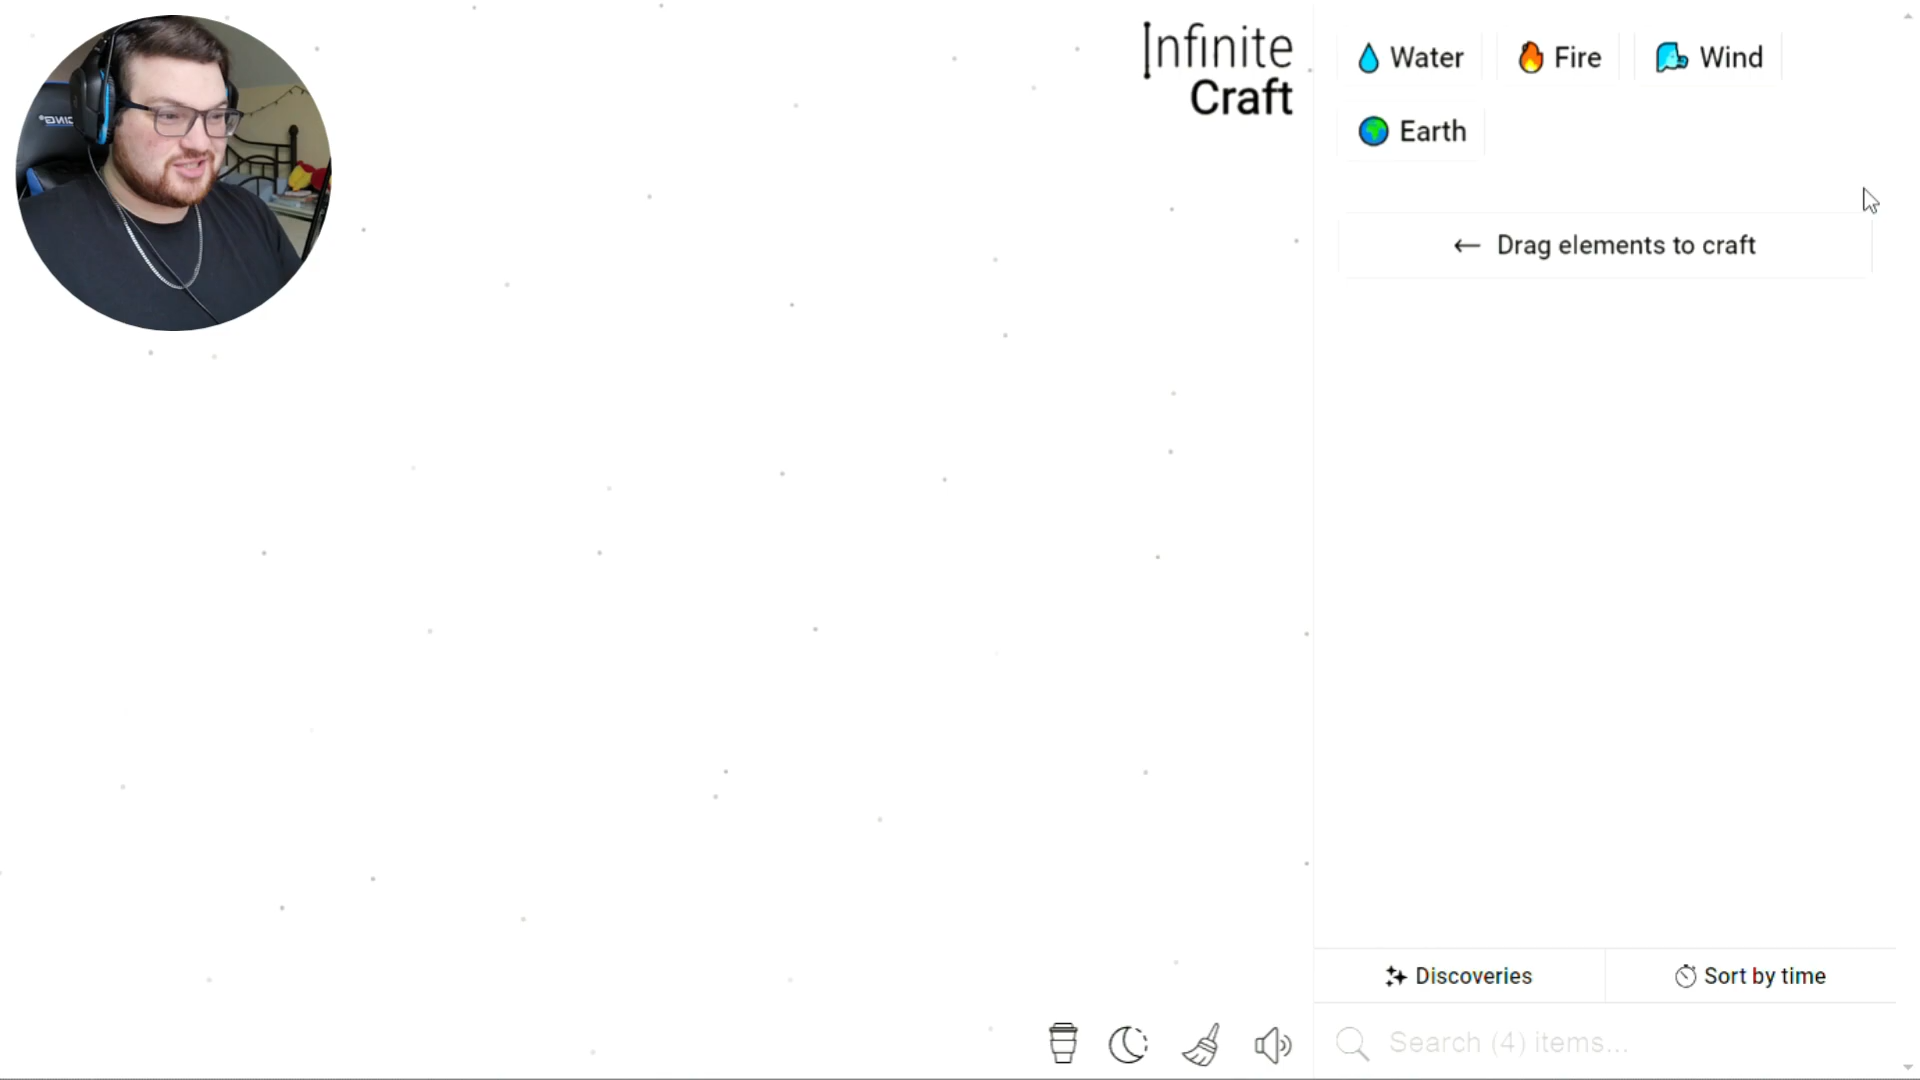 Infinite
Craft
Water
Fire
Wind
Earth
← Drag elements to craft
Discoveries
Sort by time
Search (4) items...